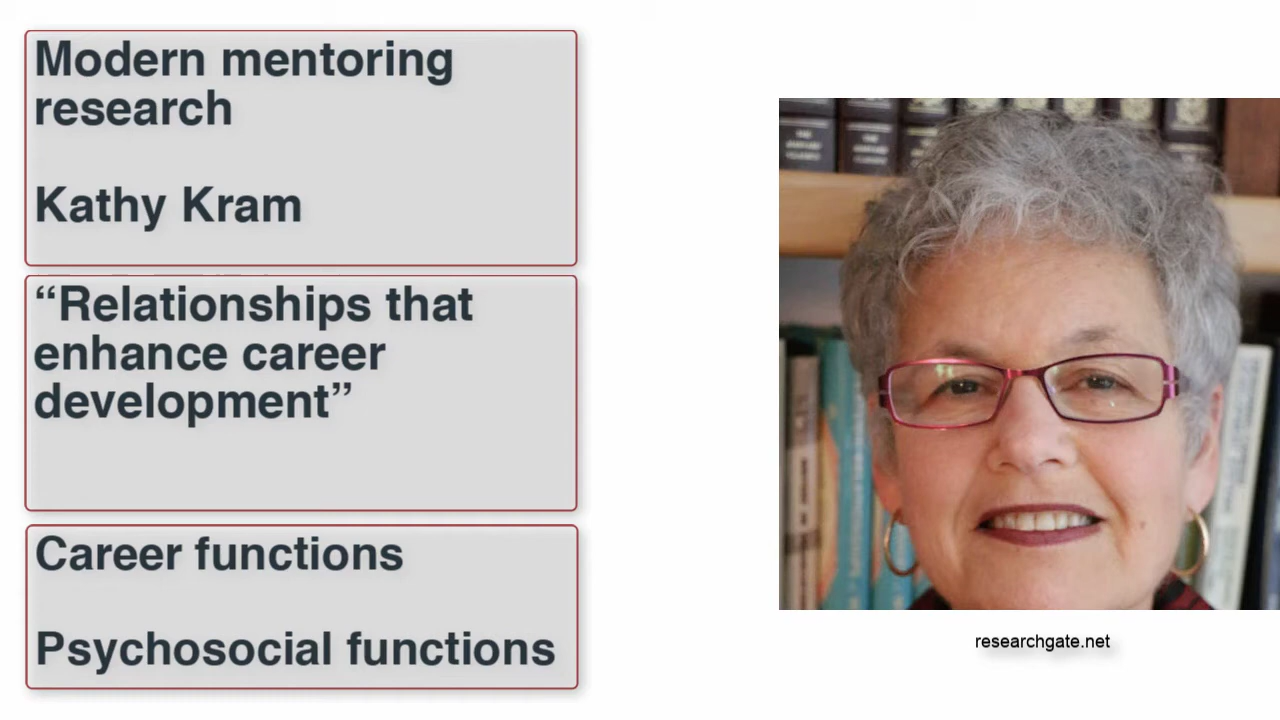 Modern mentoring
research
Kathy Kram
“Relationships that
enhance career
development”
Career functions
Psychosocial functions
researchgate.net